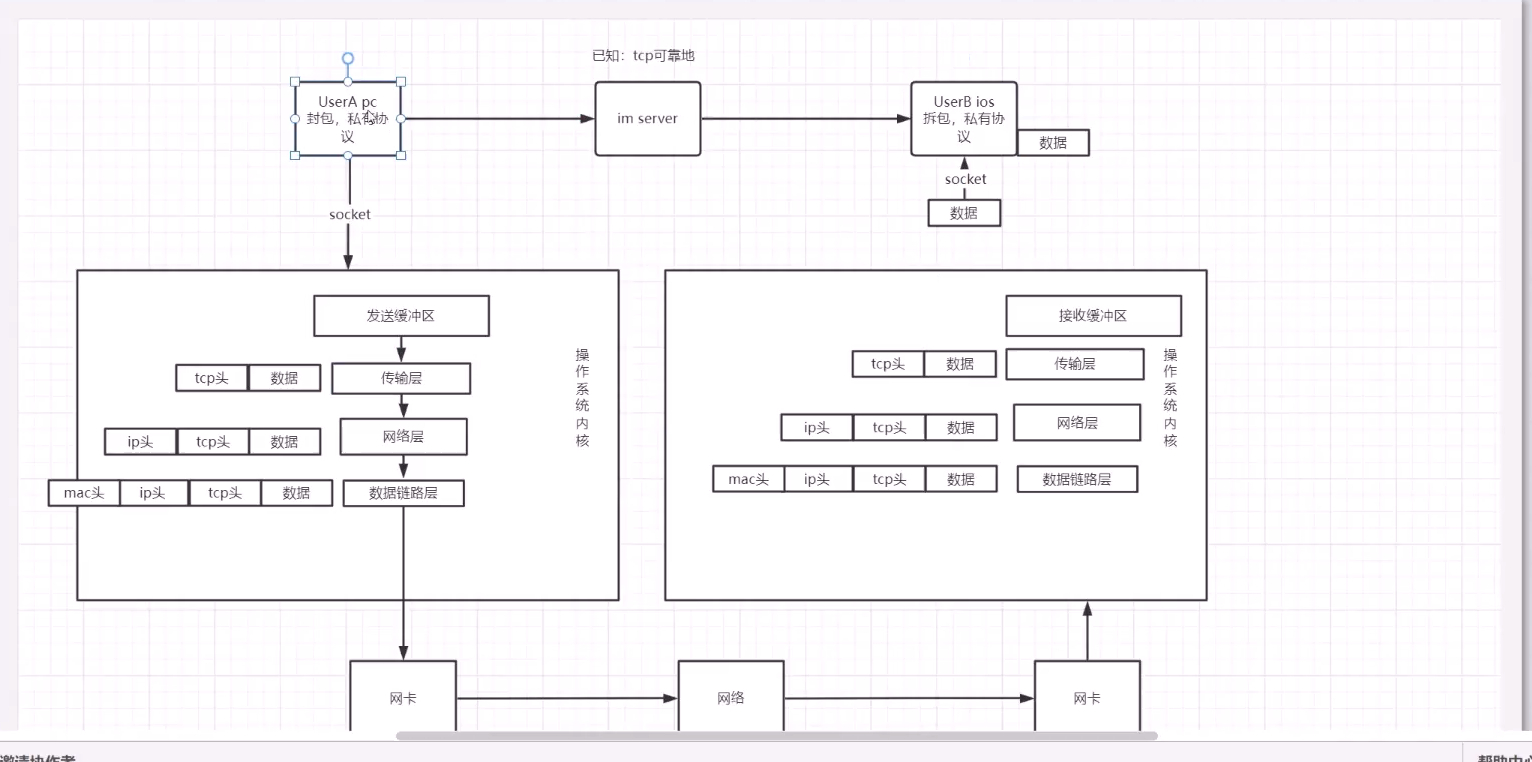 已知：tcp可靠地
UserA pc
封包，私有协
议
im server
UserB ios
拆包，私有协
议
数据
socket
数据
socket
发送缓冲区
tcp头
数据
传输层
ip头
tcp头
数据
网络层
mac头
ip头
tcp头
数据
数据链路层
操
作
系
统
内
核
接收缓冲区
tcp头
数据
传输层
ip头
tcp头
数据
网络层
mac头
ip头
tcp头
数据
数据链路层
操
作
系
统
内
核
网卡
网络
网卡
邀请协作者